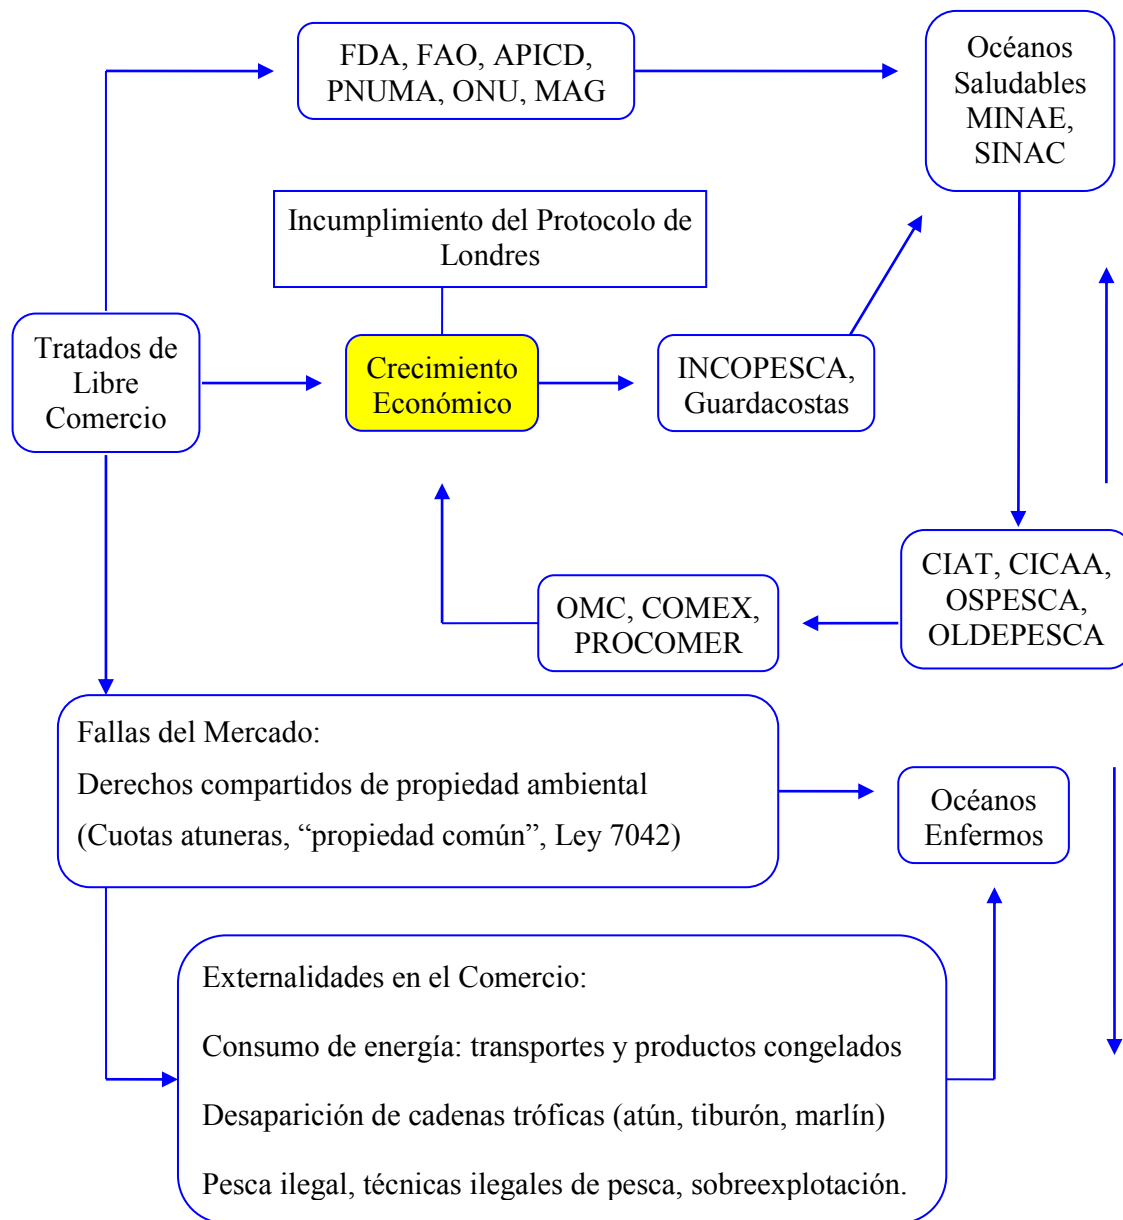 FDA, FAO, APICD,
PNUMA, ONU, MAG
Océanos
Saludables
MINAE,
SINAC
Incumplimiento del Protocolo de
Londres
Tratados de
Libre
Comercio
Crecimiento
Económico
INCOPESCA,
Guardacostas
OMC, COMEX,
PROCOMER
CIAT, CICAA,
OSPESCA,
OLDEPESCA
Fallas del Mercado:
Derechos compartidos de propiedad ambiental
(Cuotas atuneras, “propiedad común”, Ley 7042)
Océanos
Enfermos
Externalidades en el Comercio:
Consumo de energía: transportes y productos congelados
Desaparición de cadenas tróficas (atún, tiburón, marlín)
Pesca ilegal, técnicas ilegales de pesca, sobreexplotación.